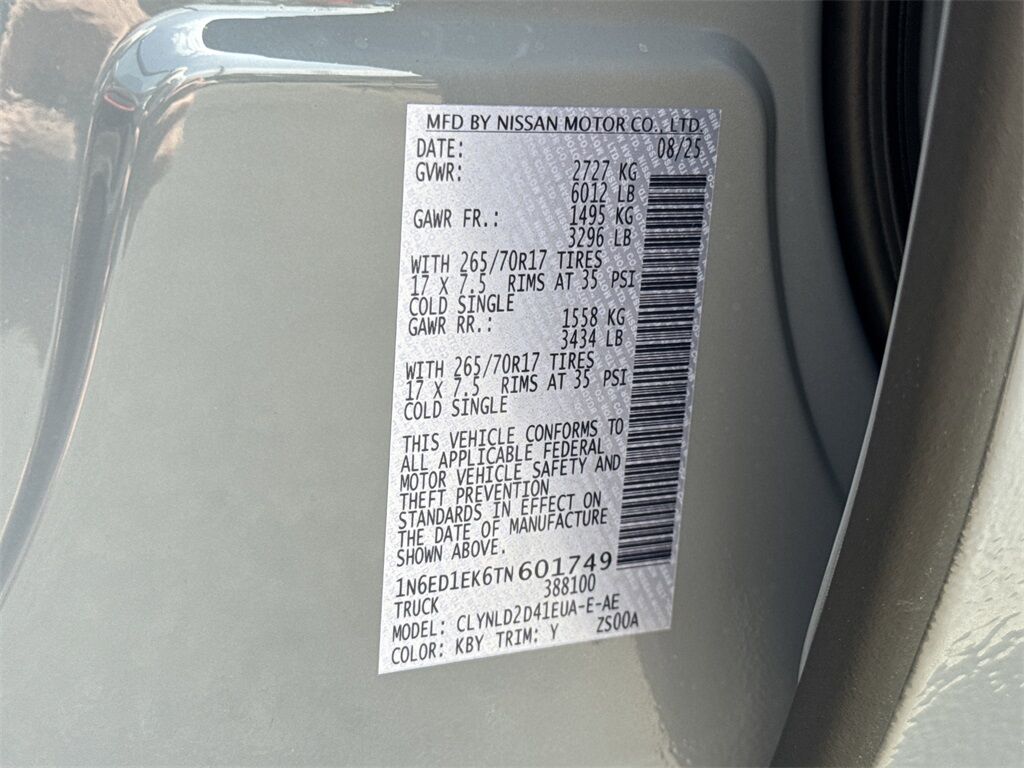 MFD BY NISSAN MOTOR CO., LTD.
DATE: 08/25
GVWR: 2727 KG
6012 LB
GAWR FR.: 1495 KG
3296 LB
WITH 265/70R17 TIRES
17 X 7.5 RIMS AT 35 PSI
COLD SINGLE
GAWR RR.: 1558 KG
3434 LB
WITH 265/70R17 TIRES
17 X 7.5 RIMS AT 35 PSI
COLD SINGLE
THIS VEHICLE CONFORMS TO
ALL APPLICABLE FEDERAL
MOTOR VEHICLE SAFETY AND
THEFT PREVENTION
STANDARDS IN EFFECT ON
THE DATE OF MANUFACTURE
SHOWN ABOVE.
1N6ED1EK6TN601749
388100
TRUCK
MODEL: CLYNLD2D41EUA-E-AE
COLOR: KBY TRIM: Y ZS00A